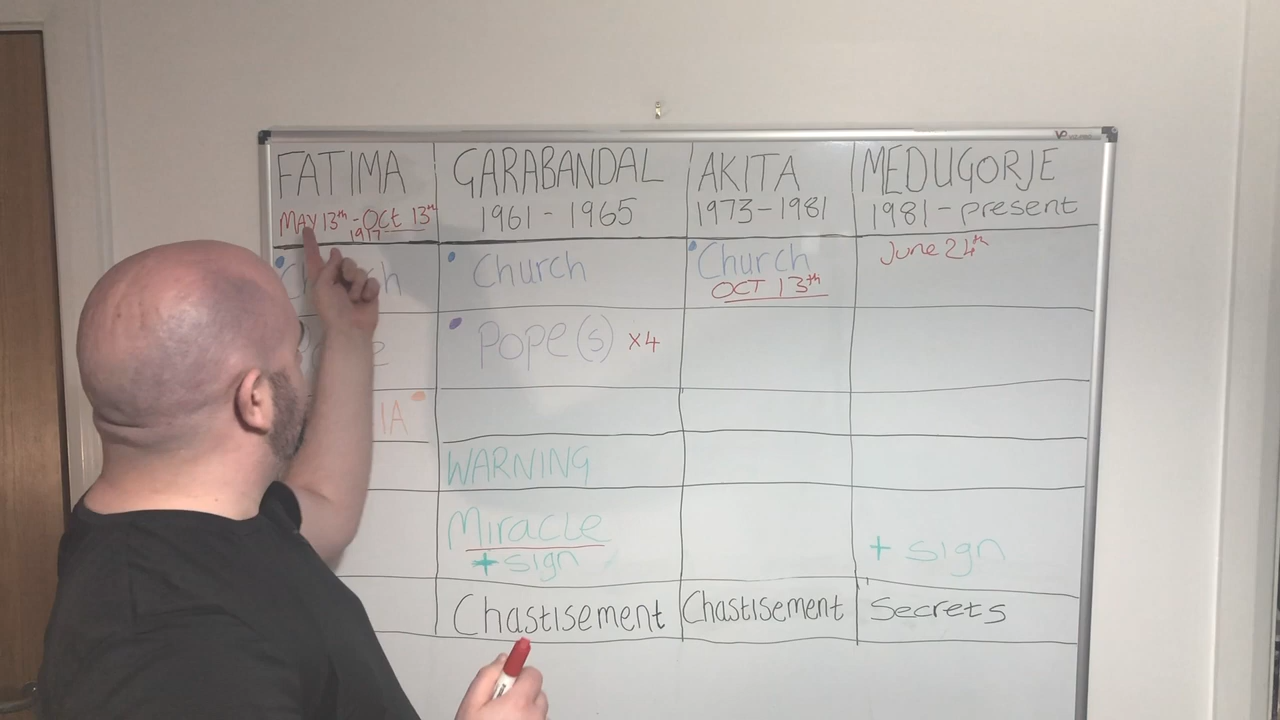 FATIMA GARABANDAL AKITA MEDUGORJE
MAY 13th - Oct 13th 1961 - 1965 1973-1981 1981-present
1917
Church Church June 24th
OCT 13th
Pope(s) x4
IA
WARNING
Miracle
+ sign + sign
Chastisement Chastisement Secrets